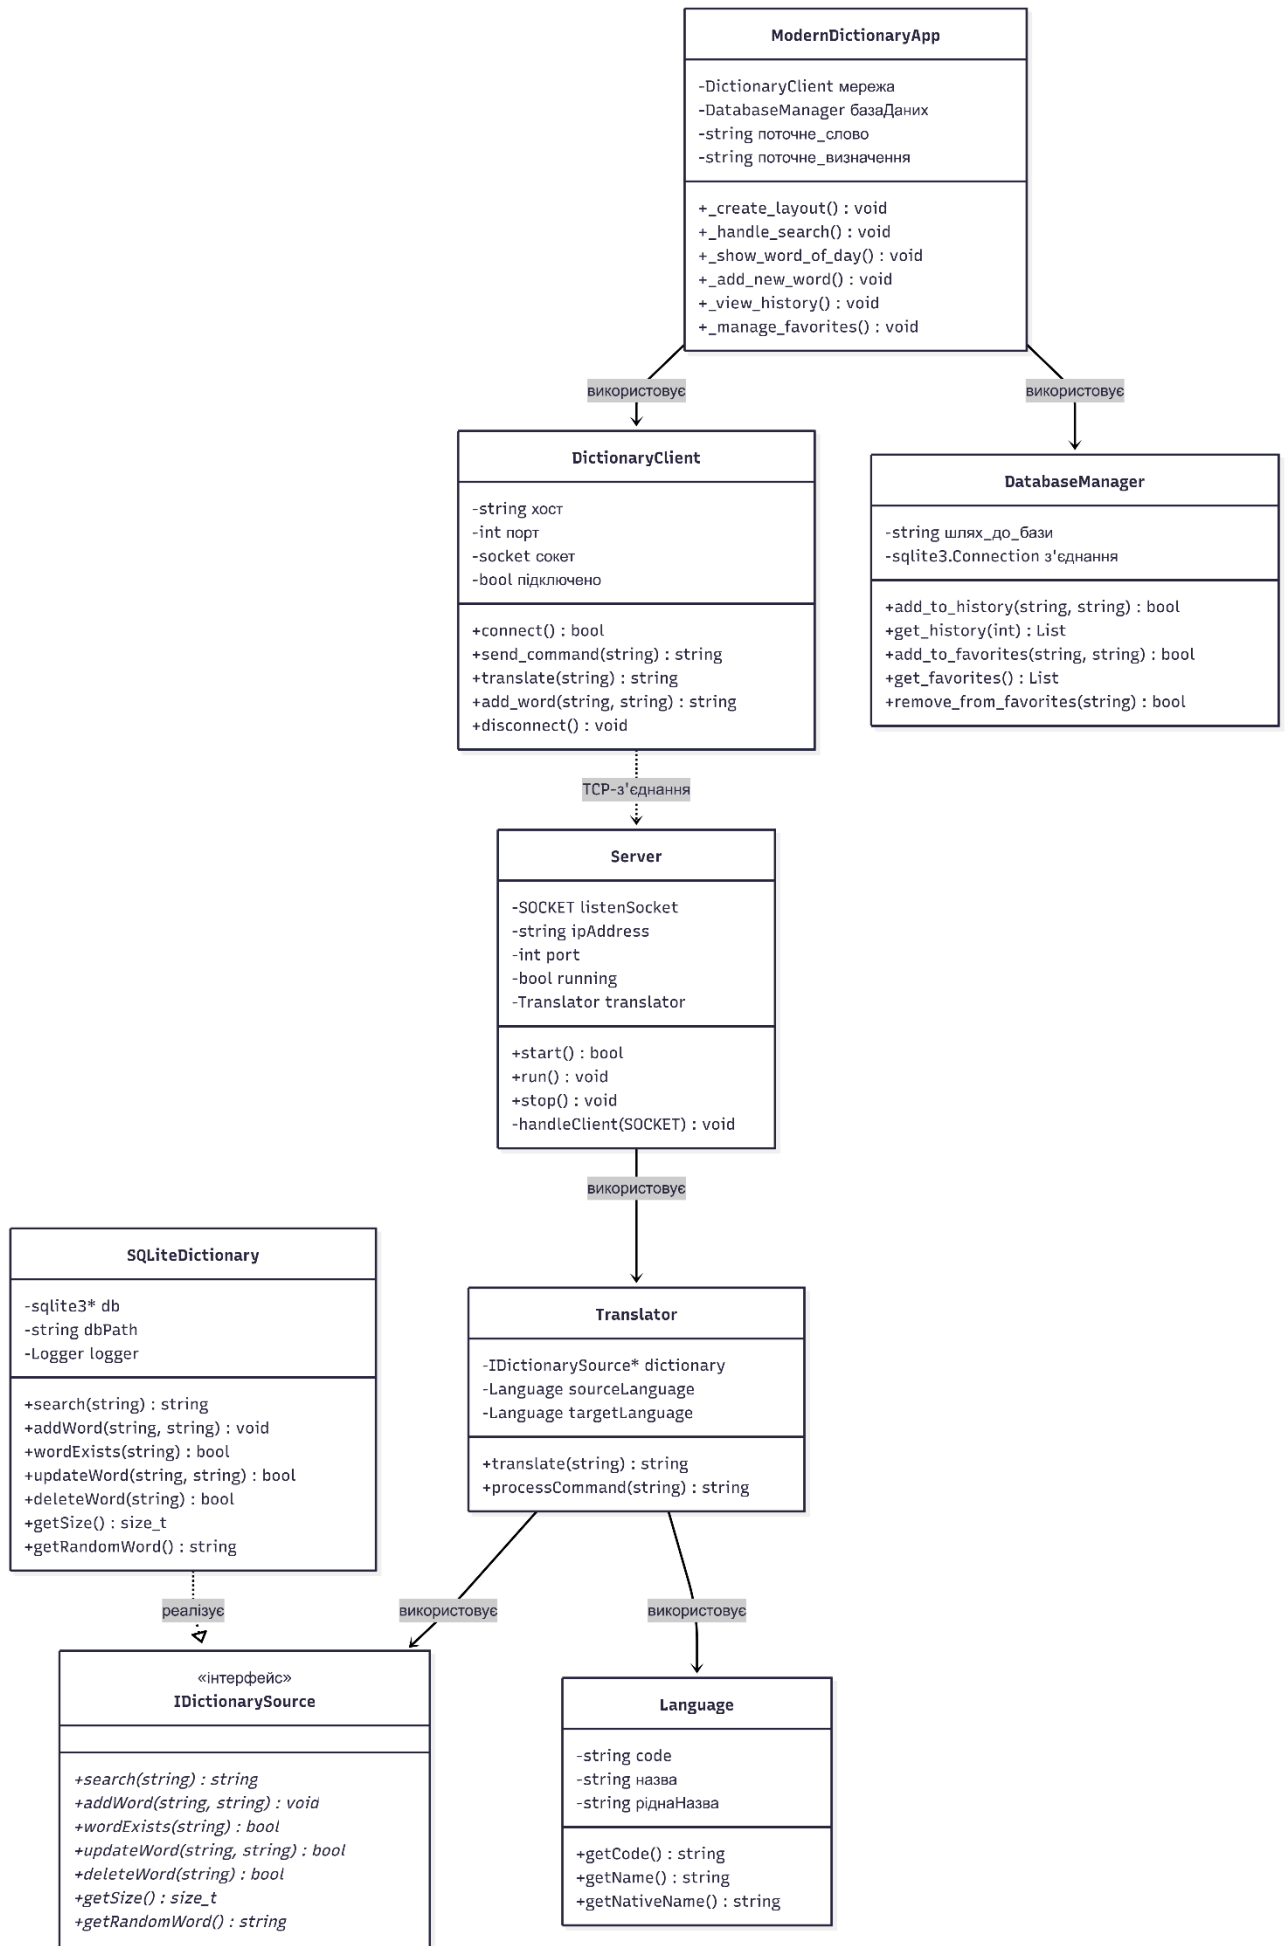 ModernDictionaryApp
-DictionaryClient мережа
-DatabaseManager базаДаних
-string поточне_слово
-string поточне_визначення
+_create_layout() : void
+_handle_search() : void
+_show_word_of_day() : void
+_add_new_word() : void
+_view_history() : void
+_manage_favorites() : void
використовує
використовує
DictionaryClient
-string хост
-int порт
-socket сокет
-bool підключено
+connect() : bool
+send_command(string) : string
+translate(string) : string
+add_word(string, string) : string
+disconnect() : void
DatabaseManager
-string шлях_до_бази
-sqlite3.Connection з'єднання
+add_to_history(string, string) : bool
+get_history(int) : List
+add_to_favorites(string, string) : bool
+get_favorites() : List
+remove_from_favorites(string) : bool
TCP-з'єднання
Server
-SOCKET listenSocket
-string ipAddress
-int port
-bool running
-Translator translator
+start() : bool
+run() : void
+stop() : void
-handleClient(SOCKET) : void
використовує
SQLiteDictionary
-sqlite3* db
-string dbPath
-Logger logger
+search(string) : string
+addWord(string, string) : void
+wordExists(string) : bool
+updateWord(string, string) : bool
+deleteWord(string) : bool
+getSize() : size_t
+getRandomWord() : string
Translator
-IDictionarySource* dictionary
-Language sourceLanguage
-Language targetLanguage
+translate(string) : string
+processCommand(string) : string
реалізує
використовує
використовує
«інтерфейс»
IDictionarySource
+search(string) : string
+addWord(string, string) : void
+wordExists(string) : bool
+updateWord(string, string) : bool
+deleteWord(string) : bool
+getSize() : size_t
+getRandomWord() : string
Language
-string code
-string назва
-string ріднаНазва
+getCode() : string
+getName() : string
+getNativeName() : string